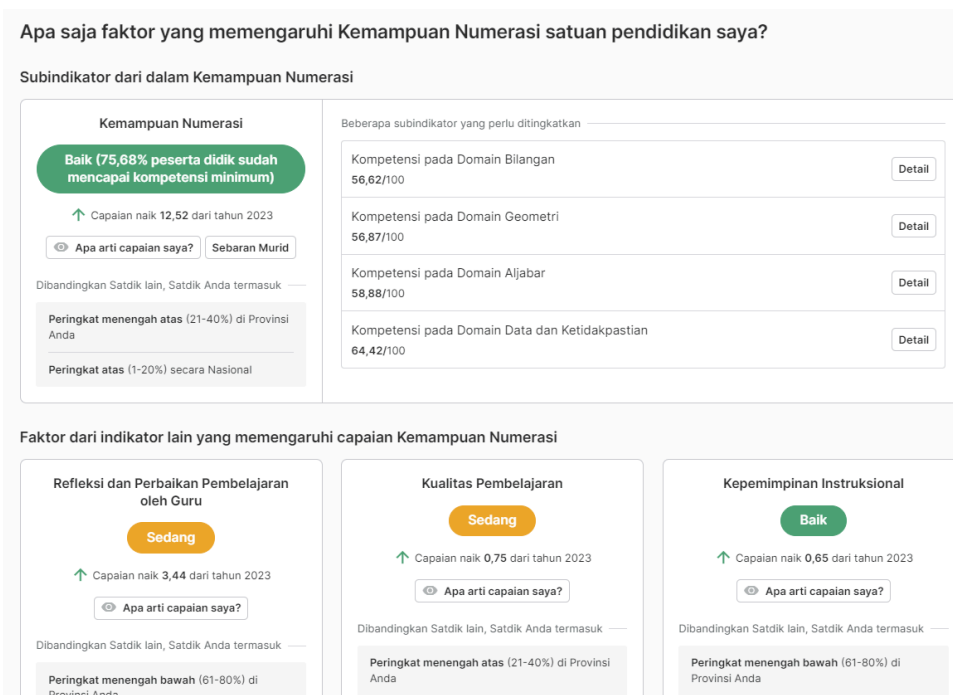 Apa saja faktor yang memengaruhi Kemampuan Numerasi satuan pendidikan saya?
Subindikator dari dalam Kemampuan Numerasi
Kemampuan Numerasi
Baik (75,68% peserta didik sudah
mencapai kompetensi minimum)
Capaian naik 12,52 dari tahun 2023
Apa arti capaian saya?
Sebaran Murid
Dibandingkan Satdik lain, Satdik Anda termasuk
Peringkat menengah atas (21-40%) di Provinsi
Anda
Peringkat atas (1-20%) secara Nasional
Beberapa subindikator yang perlu ditingkatkan
Kompetensi pada Domain Bilangan
56,62/100
Detail
Kompetensi pada Domain Geometri
56,87/100
Detail
Kompetensi pada Domain Aljabar
58,88/100
Detail
Kompetensi pada Domain Data dan Ketidakpastian
64,42/100
Detail
Faktor dari indikator lain yang memengaruhi capaian Kemampuan Numerasi
Refleksi dan Perbaikan Pembelajaran
oleh Guru
Sedang
Capaian naik 3,44 dari tahun 2023
Apa arti capaian saya?
Dibandingkan Satdik lain, Satdik Anda termasuk
Peringkat menengah bawah (61-80%) di
Provinsi Anda
Kualitas Pembelajaran
Sedang
Capaian naik 0,75 dari tahun 2023
Apa arti capaian saya?
Dibandingkan Satdik lain, Satdik Anda termasuk
Peringkat menengah atas (21-40%) di Provinsi
Anda
Kepemimpinan Instruksional
Baik
Capaian naik 0,65 dari tahun 2023
Apa arti capaian saya?
Dibandingkan Satdik lain, Satdik Anda termasuk
Peringkat menengah bawah (61-80%) di
Provinsi Anda